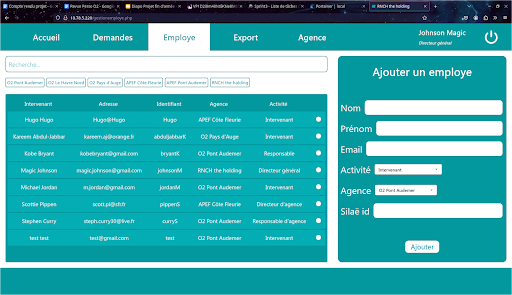 Compte rendu projet
Revue Perso O2 - Goog
Diapo Projet fin d'année
Sprint3 - Liste de tâches
Portainer | local
RNCH the holding
10.78.5.220/gestionemploye.php
Accueil
Demandes
Employe
Export
Agence
Johnson Magic
Directeur général
Recherche...
O2 Pont Audemer
O2 Le Havre Nord
O2 Pays d'Auge
APEF Côte Fleurie
APEF Pont Audemer
RNCH the holding
Intervenant Adresse Identifiant Agence Activité
Hugo Hugo Hugo@Hugo Hugo APEF Côte Fleurie Intervenant
Kareem Abdul-Jabbar kareem.aj@orange.fr abduljabbarK O2 Pays d'Auge Intervenant
Kobe Bryant kobebryant@gmail.com bryantK O2 Pont Audemer Responsable
Magic Johnson magic.johnson@gmail.com johnsonM RNCH the holding Directeur général
Michael Jordan m.jordan@gmail.com jordanM O2 Pont Audemer Intervenant
Scottie Pippen scott.pi@sfr.fr pippenS APEF Côte Fleurie Directeur d'agence
Stephen Curry steph.curry30@live.fr curryS O2 Pont Audemer Responsable d'agence
test test test@gmail.com test O2 Pont Audemer Intervenant
Ajouter un employe
Nom
Prénom
Email
Activité Intervenant
Agence O2 Pont Audemer
Silaë id
Ajouter